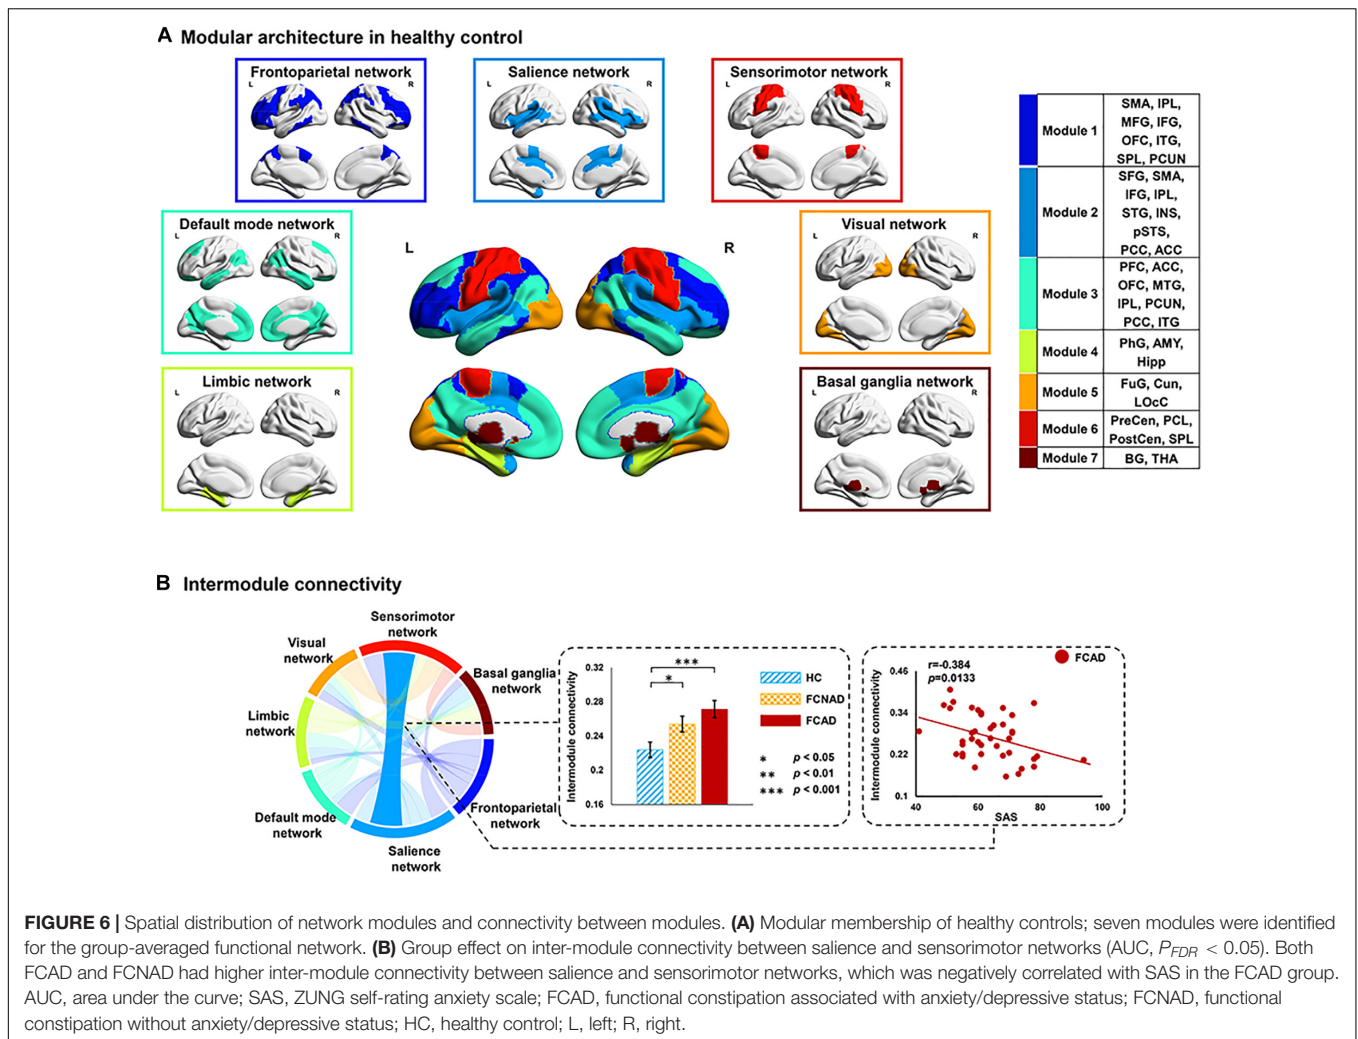 A Modular architecture in healthy control
Frontoparietal network
L R
Salience network
L R
Sensorimotor network
L R
Default mode network
L R
Visual network
L R
Limbic network
L R
Basal ganglia network
L R
L R
Module 1
SMA, IPL,
MFG, IFG,
OFC, ITG,
SPL, PCUN
Module 2
SFG, SMA,
IFG, IPL,
STG, INS,
pSTS,
PCC, ACC
Module 3
PFC, ACC,
OFC, MTG,
IPL, PCUN,
PCC, ITG
Module 4
PhG, AMY,
Hipp
Module 5
FuG, Cun,
LOcC
Module 6
PreCen, PCL,
PostCen, SPL
Module 7
BG, THA
B Intermodule connectivity
Sensorimotor
network
Visual
network
Basal ganglia
network
Limbic
network
Default mode
network
Frontoparietal
network
Salience
network
Intermodule connectivity
0.32
0.28
0.24
0.2
0.16
***
*
HC
FCNAD
FCAD
* p < 0.05
** p < 0.01
*** p < 0.001
r=-0.384
p=0.0133
FCAD
Intermodule connectivity
0.46
0.34
0.22
0.1
40 60 80 100
SAS
FIGURE 6 | Spatial distribution of network modules and connectivity between modules. (A) Modular membership of healthy controls; seven modules were identified
for the group-averaged functional network. (B) Group effect on inter-module connectivity between salience and sensorimotor networks (AUC, PFDR < 0.05). Both
FCAD and FCNAD had higher inter-module connectivity between salience and sensorimotor networks, which was negatively correlated with SAS in the FCAD group.
AUC, area under the curve; SAS, ZUNG self-rating anxiety scale; FCAD, functional constipation associated with anxiety/depressive status; FCNAD, functional
constipation without anxiety/depressive status; HC, healthy control; L, left; R, right.